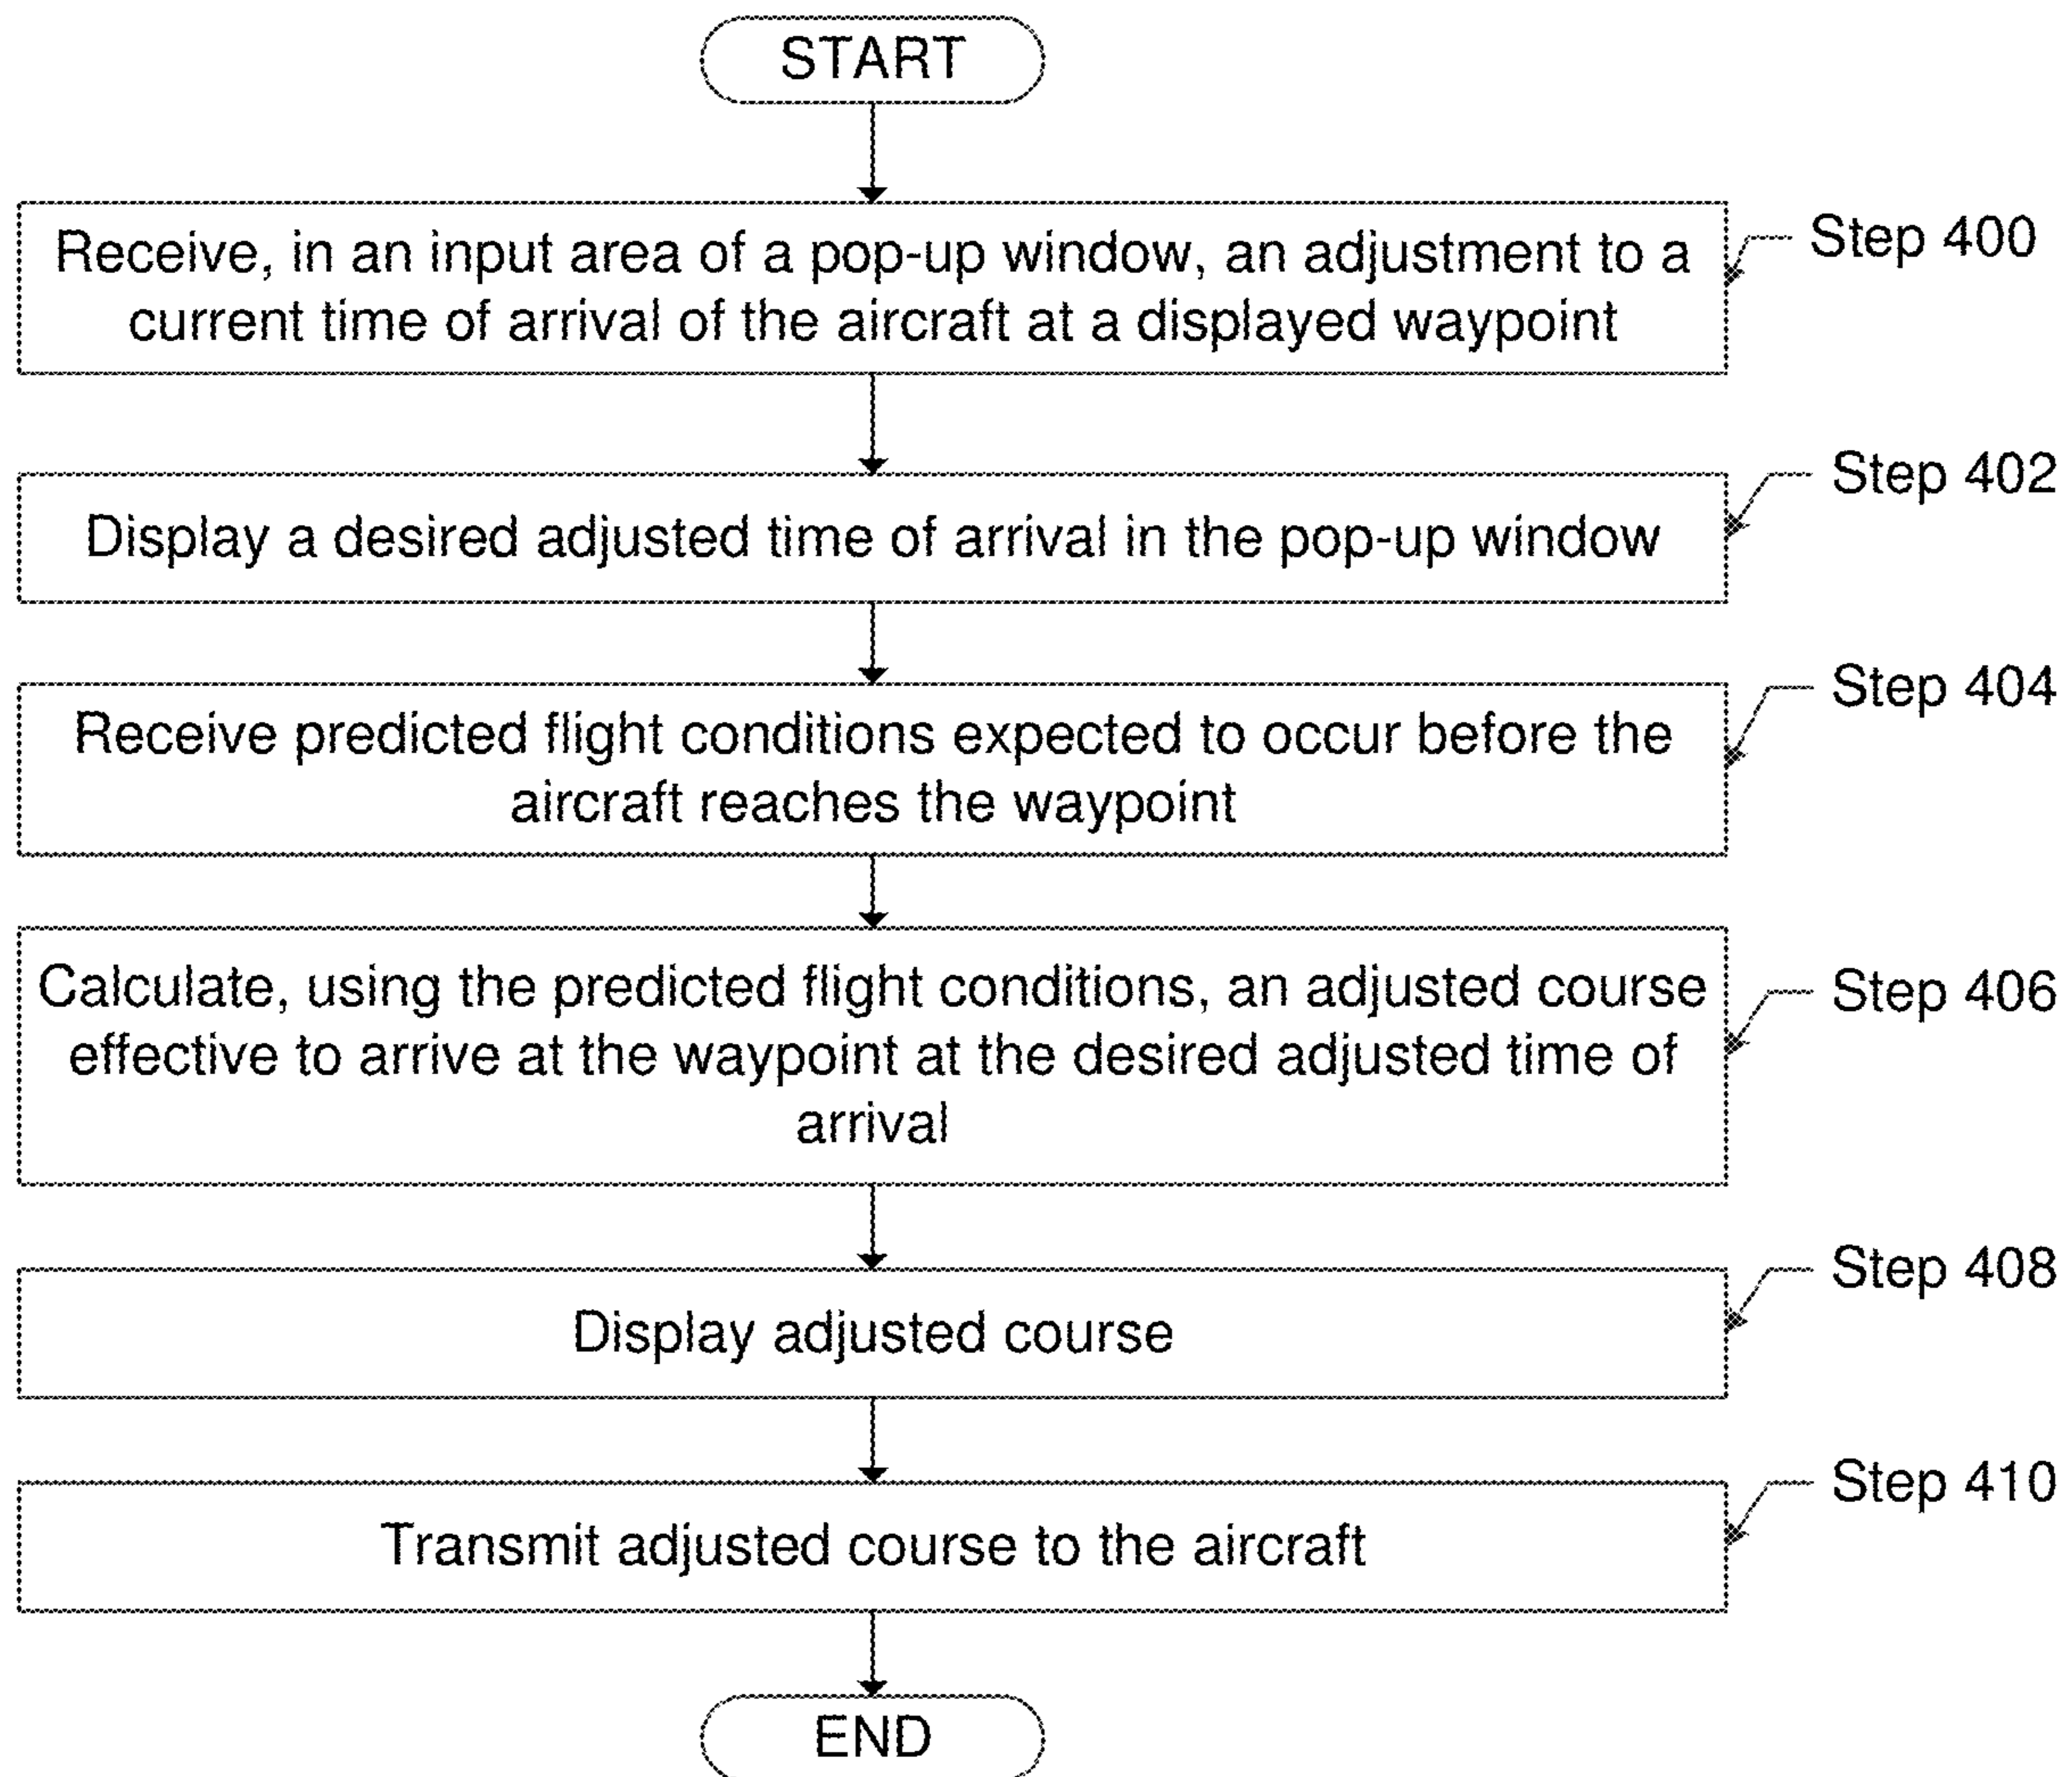 START
Receive, in an input area of a pop-up window, an adjustment to a
current time of arrival of the aircraft at a displayed waypoint
Step 400
Display a desired adjusted time of arrival in the pop-up window
Step 402
Receive predicted flight conditions expected to occur before the
aircraft reaches the waypoint
Step 404
Calculate, using the predicted flight conditions, an adjusted course
effective to arrive at the waypoint at the desired adjusted time of
arrival
Step 406
Display adjusted course
Step 408
Transmit adjusted course to the aircraft
Step 410
END